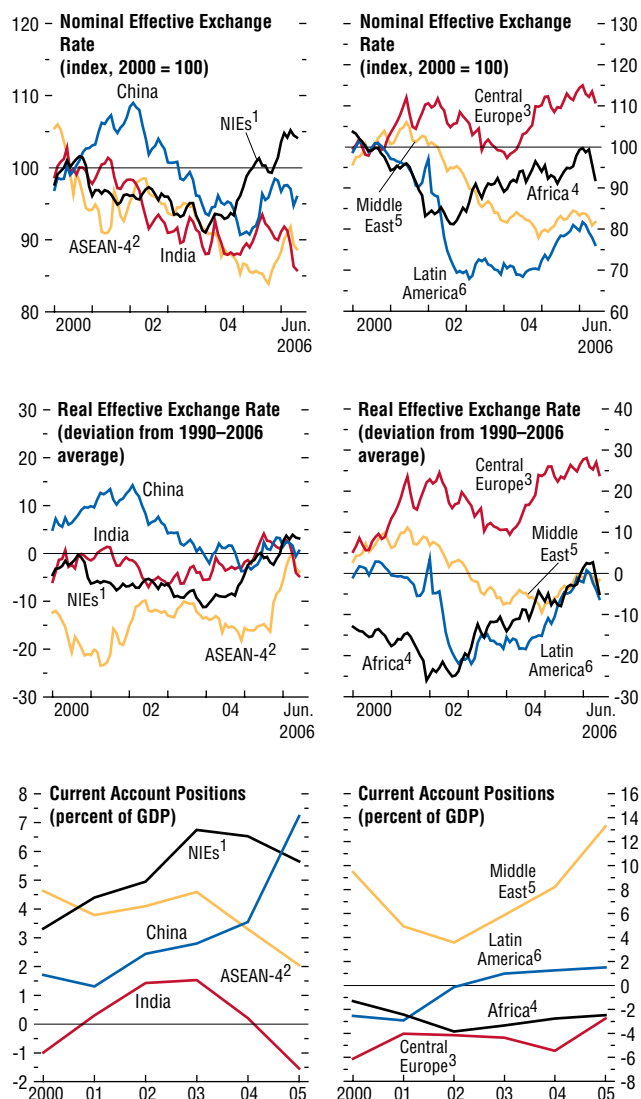 Nominal Effective Exchange
Rate
(index, 2000 = 100)
120
110
100
90
80
China
NIEs1
ASEAN-42
India
2000 02 04 Jun.
2006
Nominal Effective Exchange
Rate
(index, 2000 = 100)
130
120
110
100
90
80
70
60
Central
Europe3
Middle
East5
Africa4
Latin
America6
2000 02 04 Jun.
2006
Real Effective Exchange Rate
(deviation from 1990–2006
average)
30
20
10
0
-10
-20
-30
China
India
NIEs1
ASEAN-42
2000 02 04 Jun.
2006
Real Effective Exchange Rate
(deviation from 1990–2006
average)
40
30
20
10
0
-10
-20
-30
Central
Europe3
Middle
East5
Africa4
Latin
America6
2000 02 04 Jun.
2006
Current Account Positions
(percent of GDP)
8
7
6
5
4
3
2
1
0
-1
-2
NIEs1
China
ASEAN-42
India
2000 01 02 03 04 05
Current Account Positions
(percent of GDP)
16
14
12
10
8
6
4
2
0
-2
-4
-6
-8
Middle
East5
Latin
America6
Africa4
Central
Europe3
2000 01 02 03 04 05